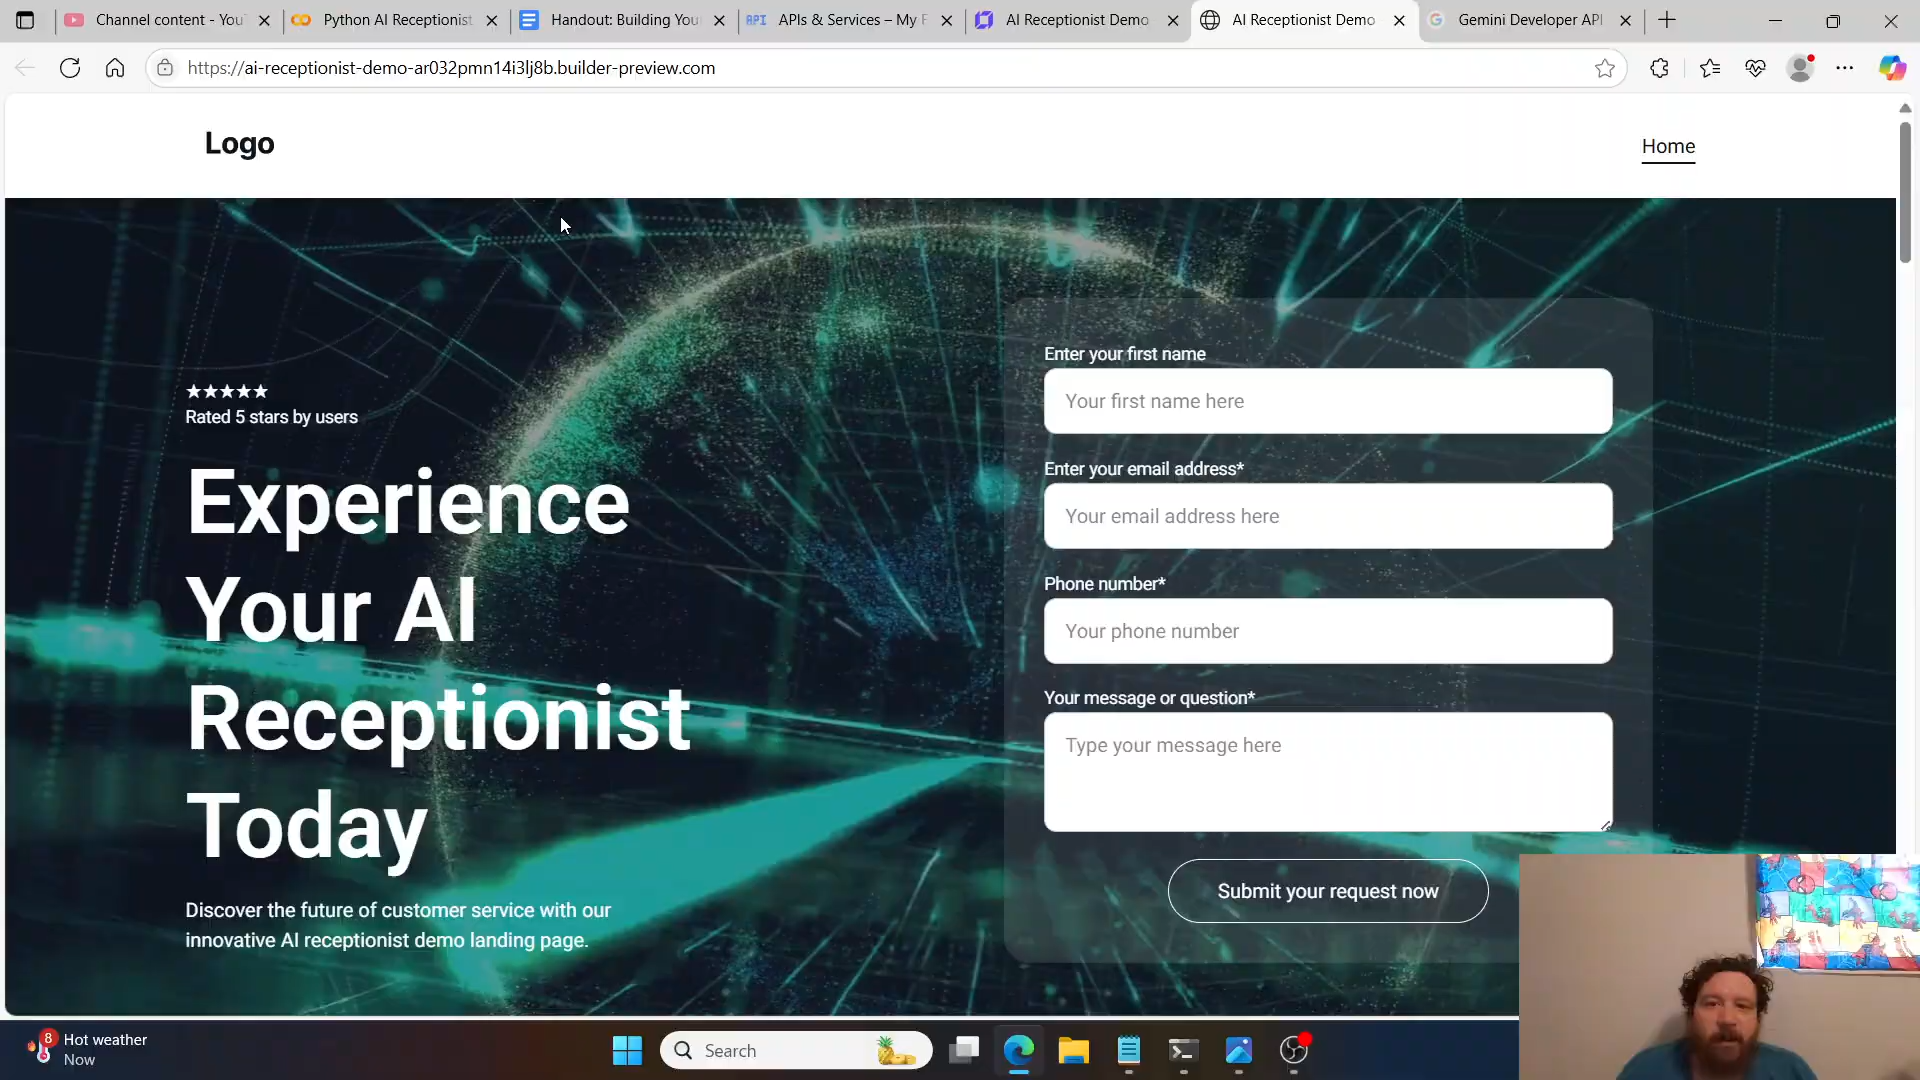 Channel content - You
Python AI Receptionist
Handout: Building You
API APIs & Services – My F
AI Receptionist Demo
AI Receptionist Demo
Gemini Developer API
https://ai-receptionist-demo-ar032pmn14i3lj8b.builder-preview.com
Logo
Home
Rated 5 stars by users
Experience
Your AI
Receptionist
Today
Discover the future of customer service with our
innovative AI receptionist demo landing page.
Enter your first name
Your first name here
Enter your email address*
Your email address here
Phone number*
Your phone number
Your message or question*
Type your message here
Submit your request now
8
Hot weather
Now
Search